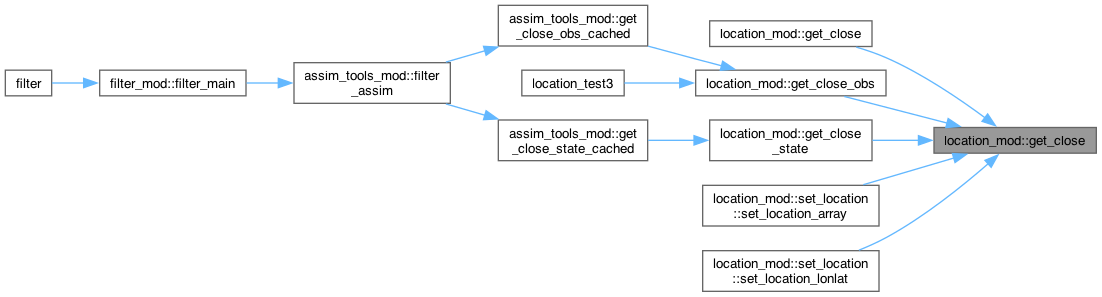 filter
filter_mod::filter_main
assim_tools_mod::filter
_assim
assim_tools_mod::get
_close_obs_cached
location_test3
assim_tools_mod::get
_close_state_cached
location_mod::get_close
location_mod::get_close_obs
location_mod::get_close
_state
location_mod::set_location
::set_location_array
location_mod::set_location
::set_location_lonlat
location_mod::get_close